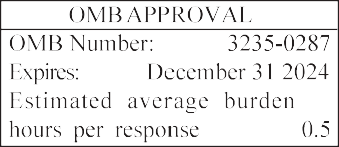 OMB APPROVAL
OMB Number: 3235-0287
Expires: December 31 2024
Estimated average burden
hours per response 0.5